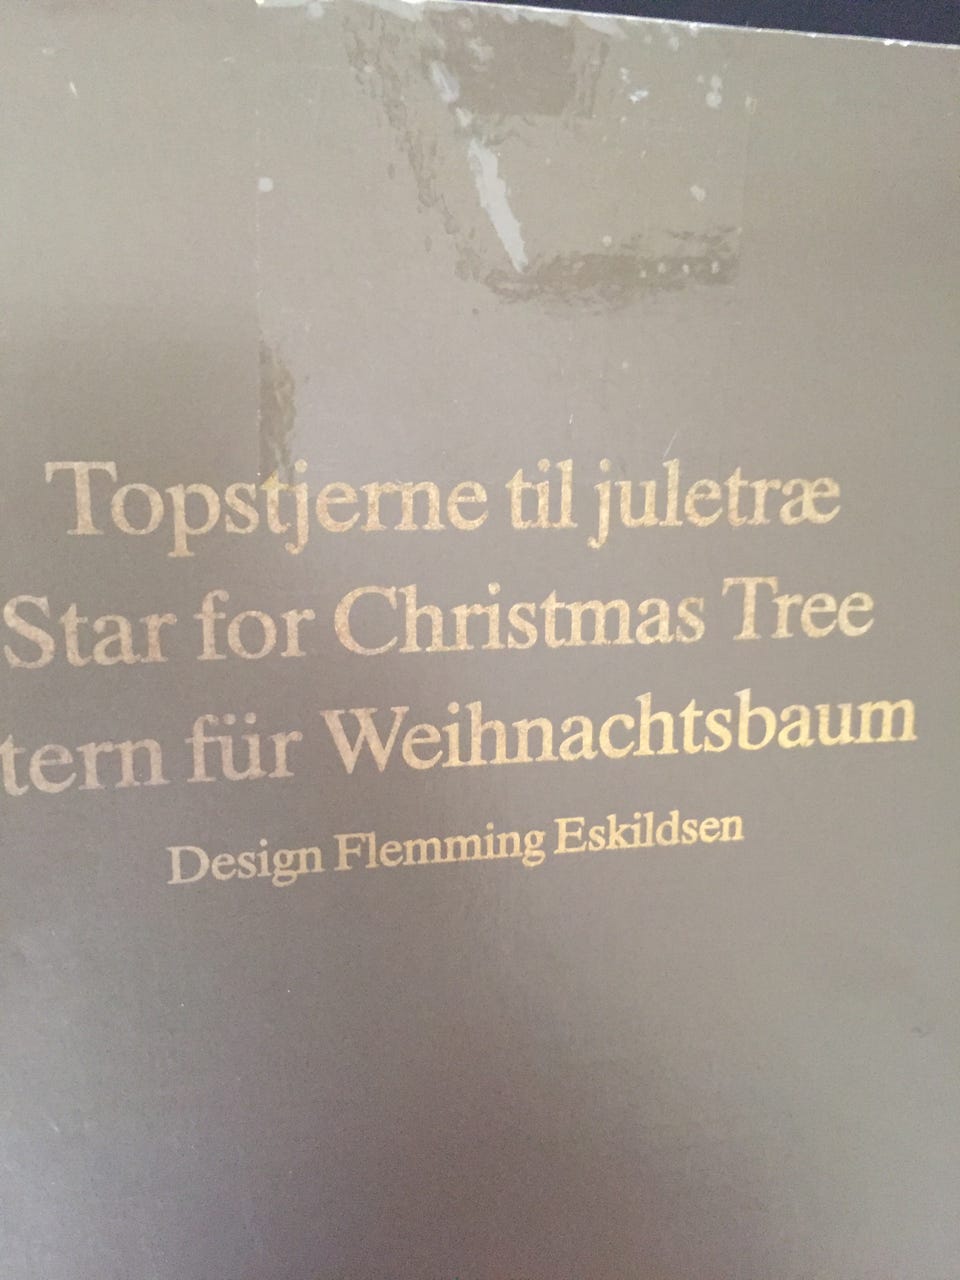 Topstjerne til juletræ
Star for Christmas Tree
tern für Weihnachtsbaum
Design Flemming Eskildsen